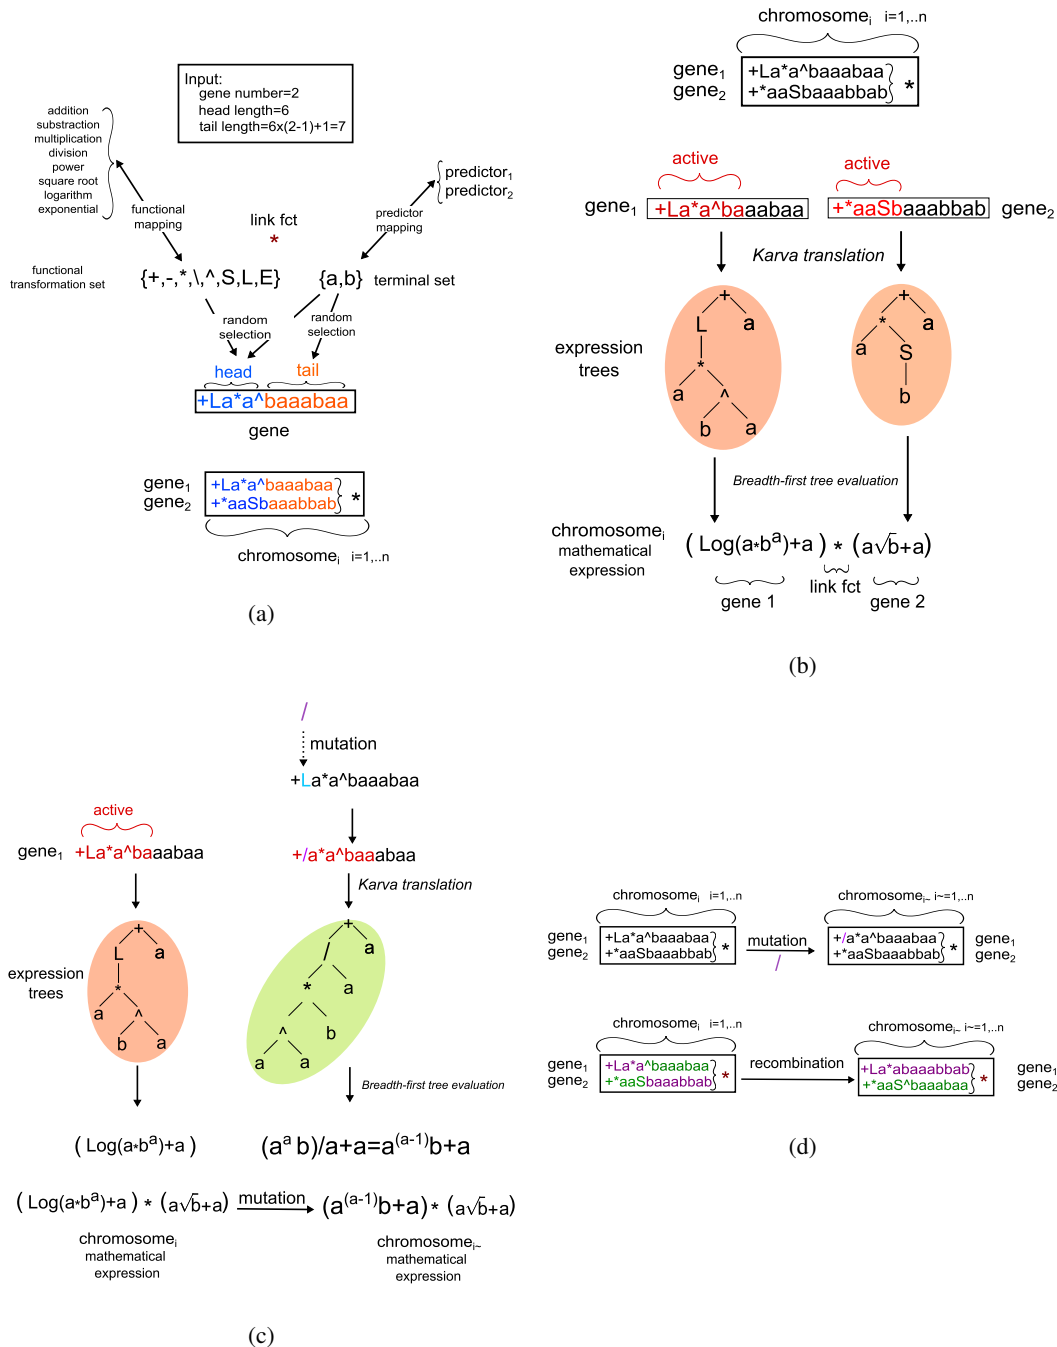 Input:
gene number=2
head length=6
tail length=6x(2-1)+1=7
addition
substraction
multiplication
division
power
square root
logarithm
exponential
functional
mapping
link fct
*
predictor
mapping
predictor₁
predictor₂
functional
transformation set
{+,-,*,\,^,S,L,E}
{a,b}
terminal set
random
selection
random
selection
head
tail
+La*a^baaabaa
gene
gene₁ +La*a^baaabaa
gene₂ +*aaSbaaabbab
*
chromosomeᵢ i=1,..n
(a)
chromosomeᵢ i=1,..n
gene₁ +La*a^baaabaa
gene₂ +*aaSbaaabbab
*
active
active
gene₁ +La*a^baaabaa
+*aaSbaaabbab gene₂
Karva translation
expression
trees
+
L a
*
a ^
b a
+
* a
a S
b
Breadth-first tree evaluation
chromosomeᵢ
mathematical
expression
(Log(a*bᵃ)+a) * (a√b+a)
gene 1
link fct
gene 2
(b)
/
mutation
+La*a^baaabaa
active
gene₁ +La*a^baaabaa
+/a*a^baaabaa
Karva translation
expression
trees
+
L a
*
a ^
b a
+
/ a
* a
^ b
a a
Breadth-first tree evaluation
(Log(a*bᵃ)+a)
(aᵃ b)/a+a=a⁽ᵃ⁻¹⁾b+a
(Log(a*bᵃ)+a) * (a√b+a)
mutation
(a⁽ᵃ⁻¹⁾b+a) * (a√b+a)
chromosomeᵢ
mathematical
expression
chromosomeᵢ~
mathematical
expression
(c)
chromosomeᵢ i=1,..n
gene₁ +La*a^baaabaa
gene₂ +*aaSbaaabbab
*
mutation
/
chromosomeᵢ~ i~=1,..n
+/a*a^baaabaa gene₁
+*aaSbaaabbab gene₂
*
chromosomeᵢ i=1,..n
gene₁ +La*a^baaabaa
gene₂ +*aaSbaaabbab
*
recombination
chromosomeᵢ~ i~=1,..n
+La*abaaabbab gene₁
+*aaS^baaabaa gene₂
*
(d)